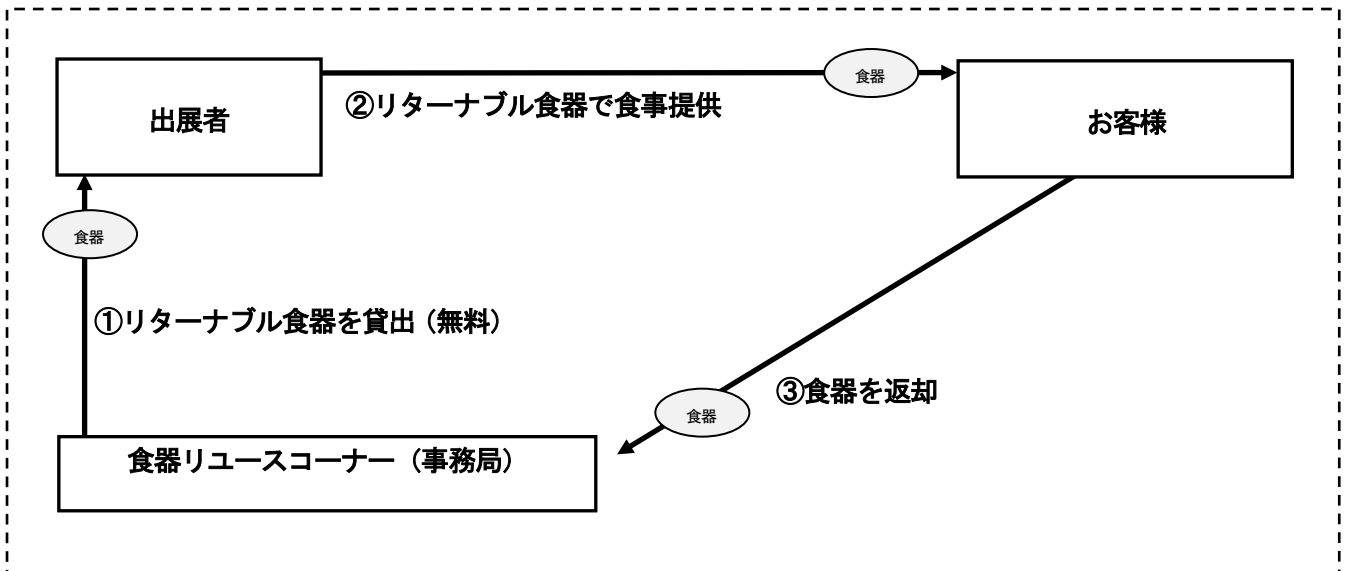 食器
出展者
②リターナブル食器で食事提供
お客様
食器
①リターナブル食器を貸出（無料）
③食器を返却
食器
食器リユースコーナー（事務局）